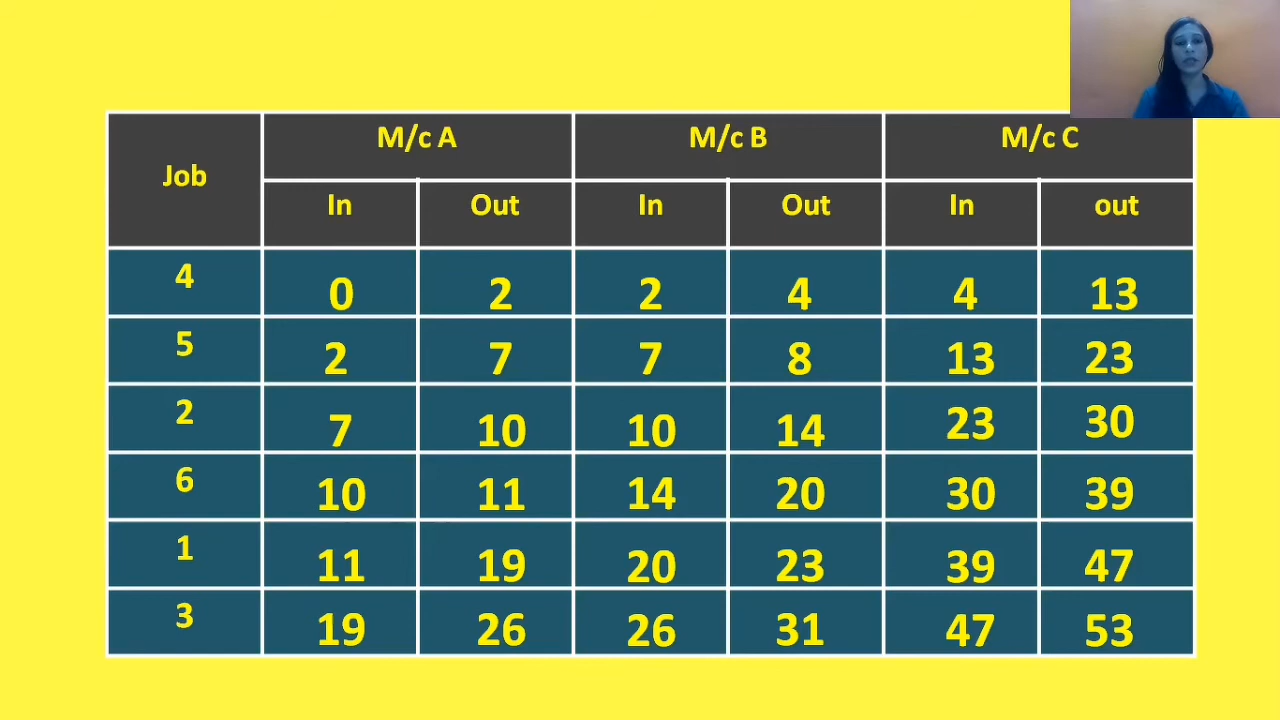 Job M/c A M/c B M/c C
In Out In Out In out
4 0 2 2 4 4 13
5 2 7 7 8 13 23
2 7 10 10 14 23 30
6 10 11 14 20 30 39
1 11 19 20 23 39 47
3 19 26 26 31 47 53